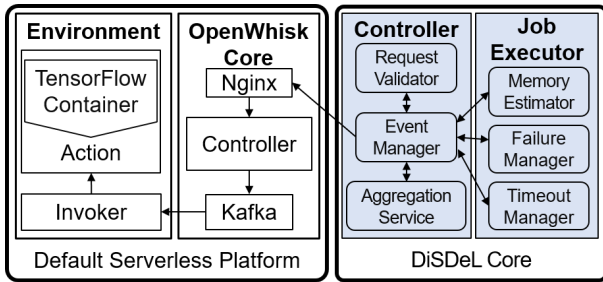 Environment
TensorFlow
Container
Action
Invoker
OpenWhisk
Core
Nginx
Controller
Kafka
Default Serverless Platform
Controller
Request
Validator
Event
Manager
Aggregation
Service
Job
Executor
Memory
Estimator
Failure
Manager
Timeout
Manager
DiSDeL Core